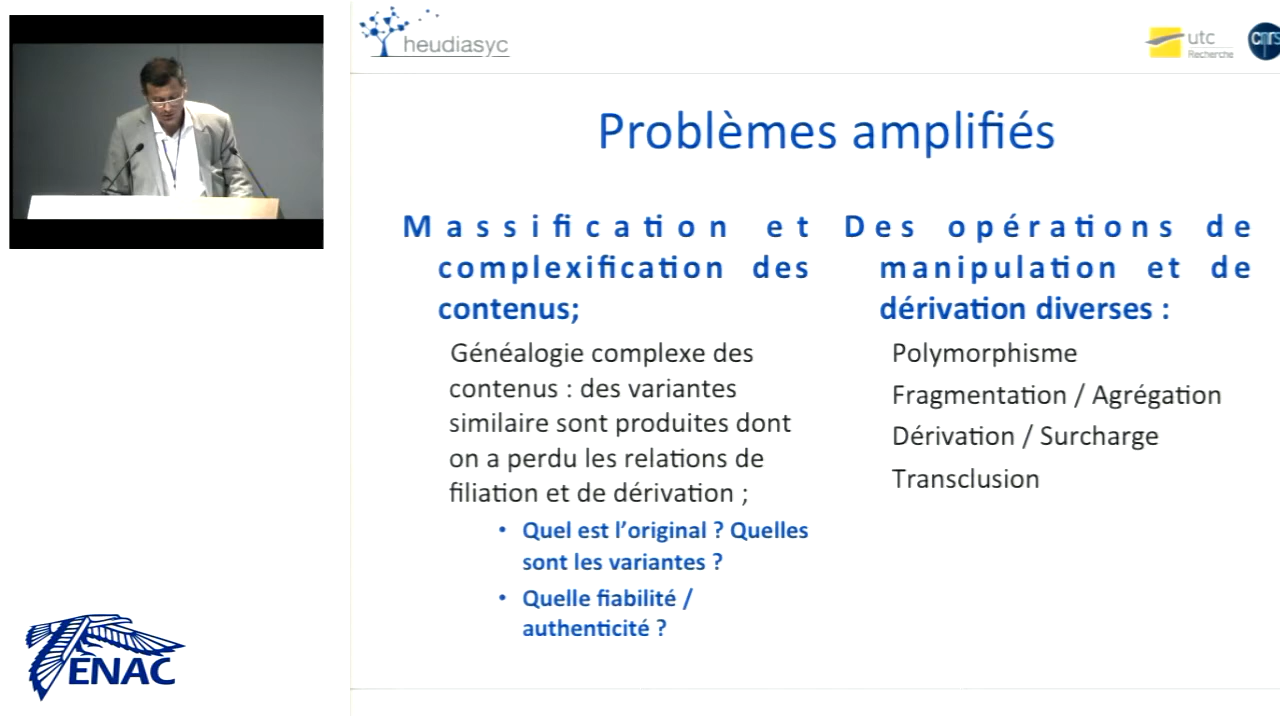 heudiasyc
utc
Recherche
cnrs
Problèmes amplifiés
Massification et
complexification des
contenus;
Généalogie complexe des
contenus : des variantes
similaire sont produites dont
on a perdu les relations de
filiation et de dérivation ;
• Quel est l’original ? Quelles
sont les variantes ?
• Quelle fiabilité /
authenticité ?
Des opérations de
manipulation et de
dérivation diverses :
Polymorphisme
Fragmentation / Agrégation
Dérivation / Surcharge
Transclusion
ENAC